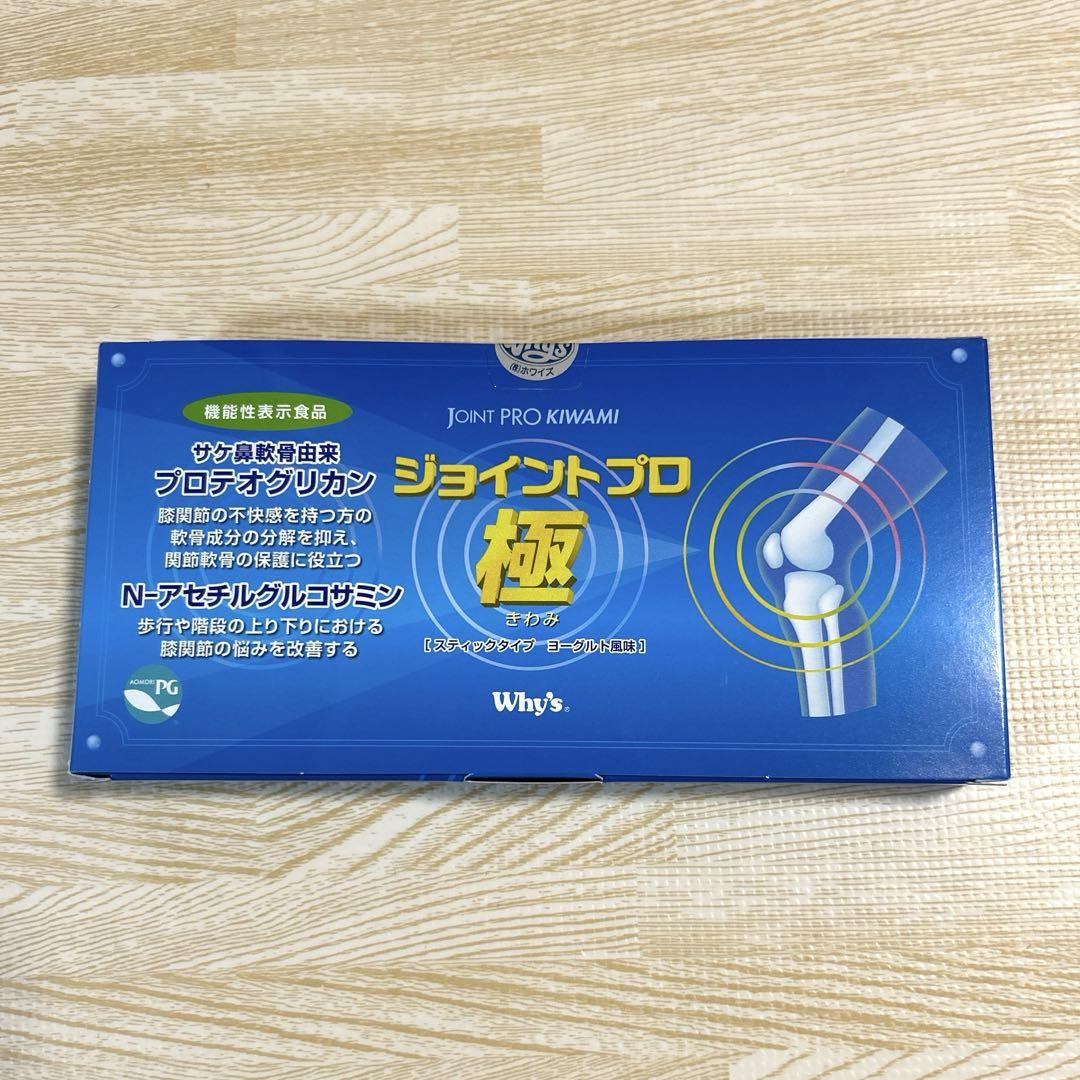 Why's
(株)ホワイズ
JOINT PRO KIWAMI
機能性表示食品
サケ鼻軟骨由来
プロテオグリカン
膝関節の不快感を持つ方の
軟骨成分の分解を抑え、
関節軟骨の保護に役立つ
N-アセチルグルコサミン
歩行や階段の上り下りにおける
膝関節の悩みを改善する
AOMORI PG
ジョイントプロ
極
きわみ
[スティックタイプ ヨーグルト風味]
Why's®